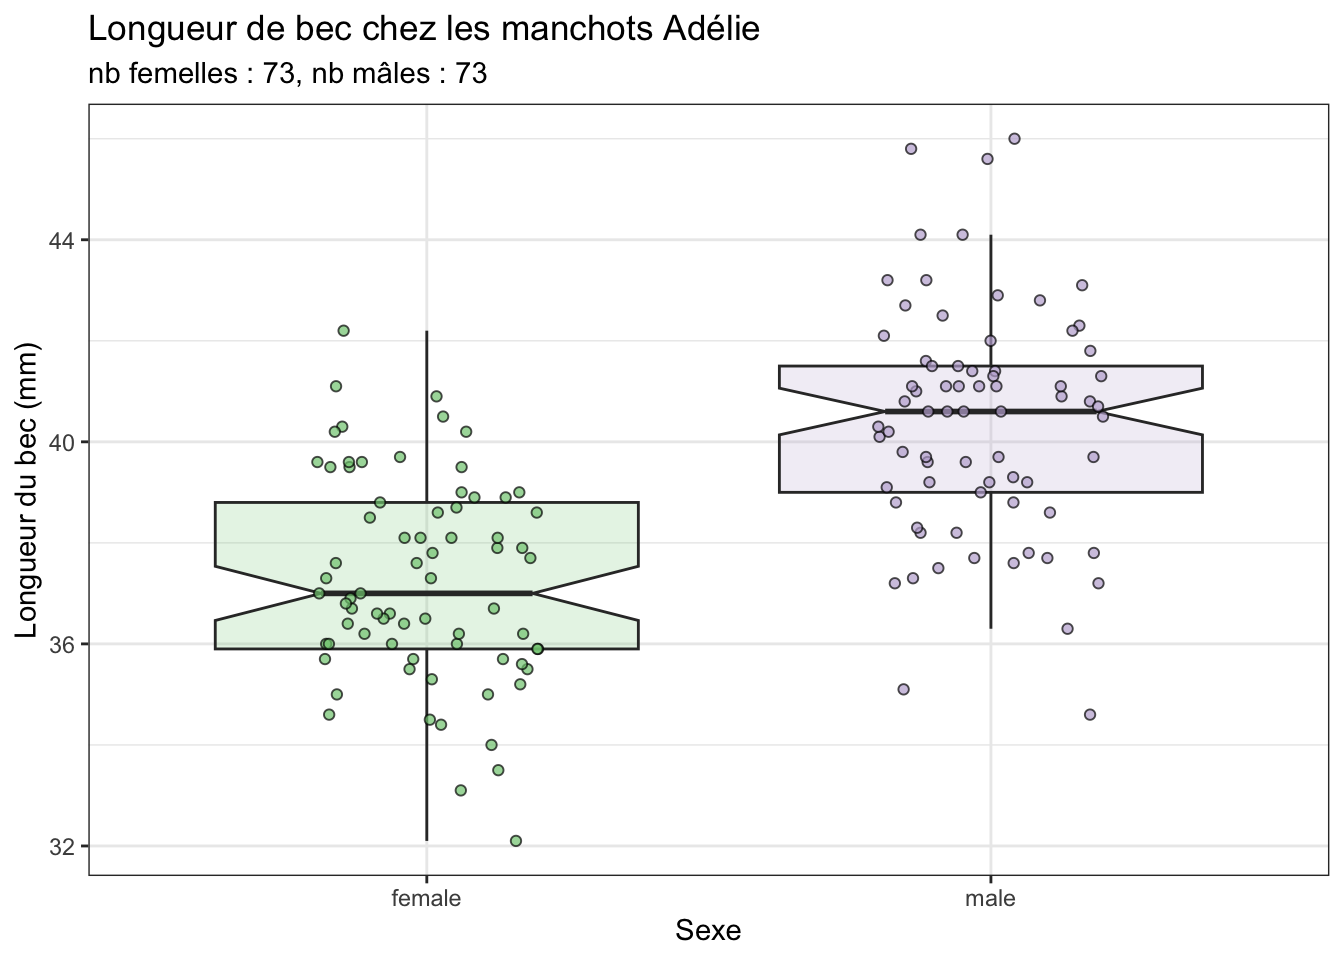 Longueur de bec chez les manchots Adélie
nb femelles : 73, nb mâles : 73
Longueur du bec (mm)
44
40
36
32
female male
Sexe